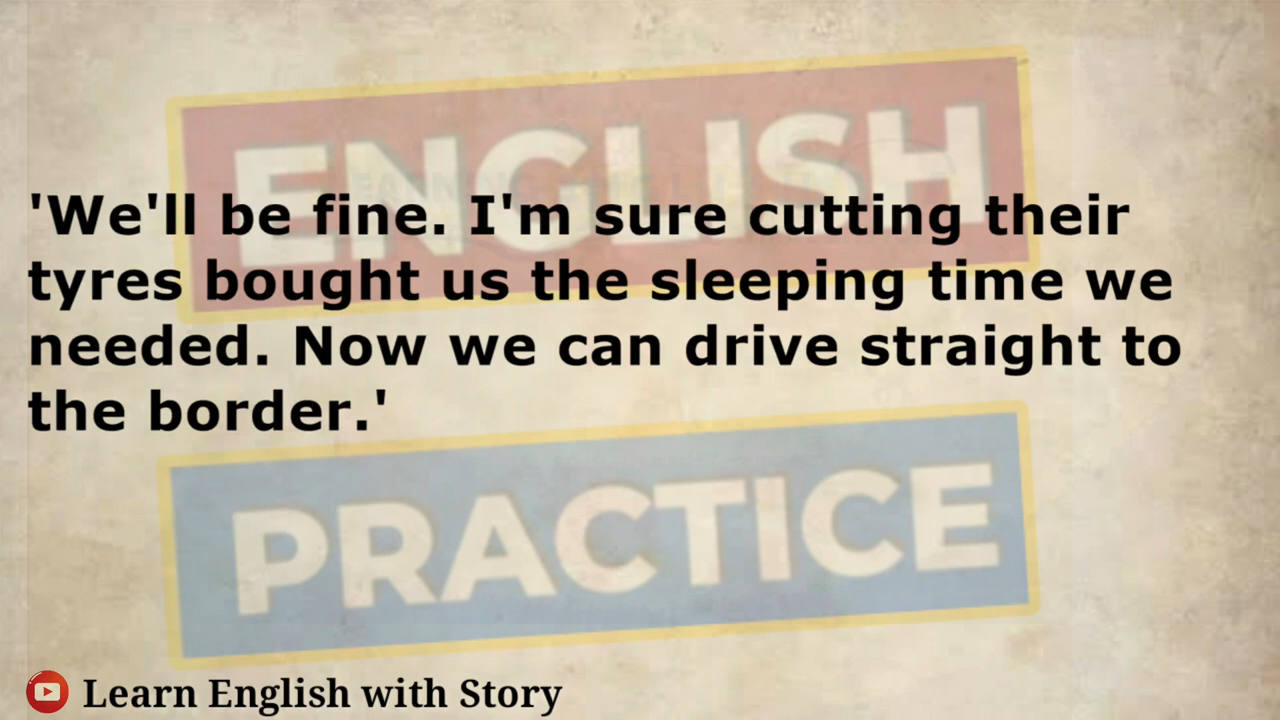 ENGLISH
'We'll be fine. I'm sure cutting their
tyres bought us the sleeping time we
needed. Now we can drive straight to
the border.'
PRACTICE
Learn English with Story